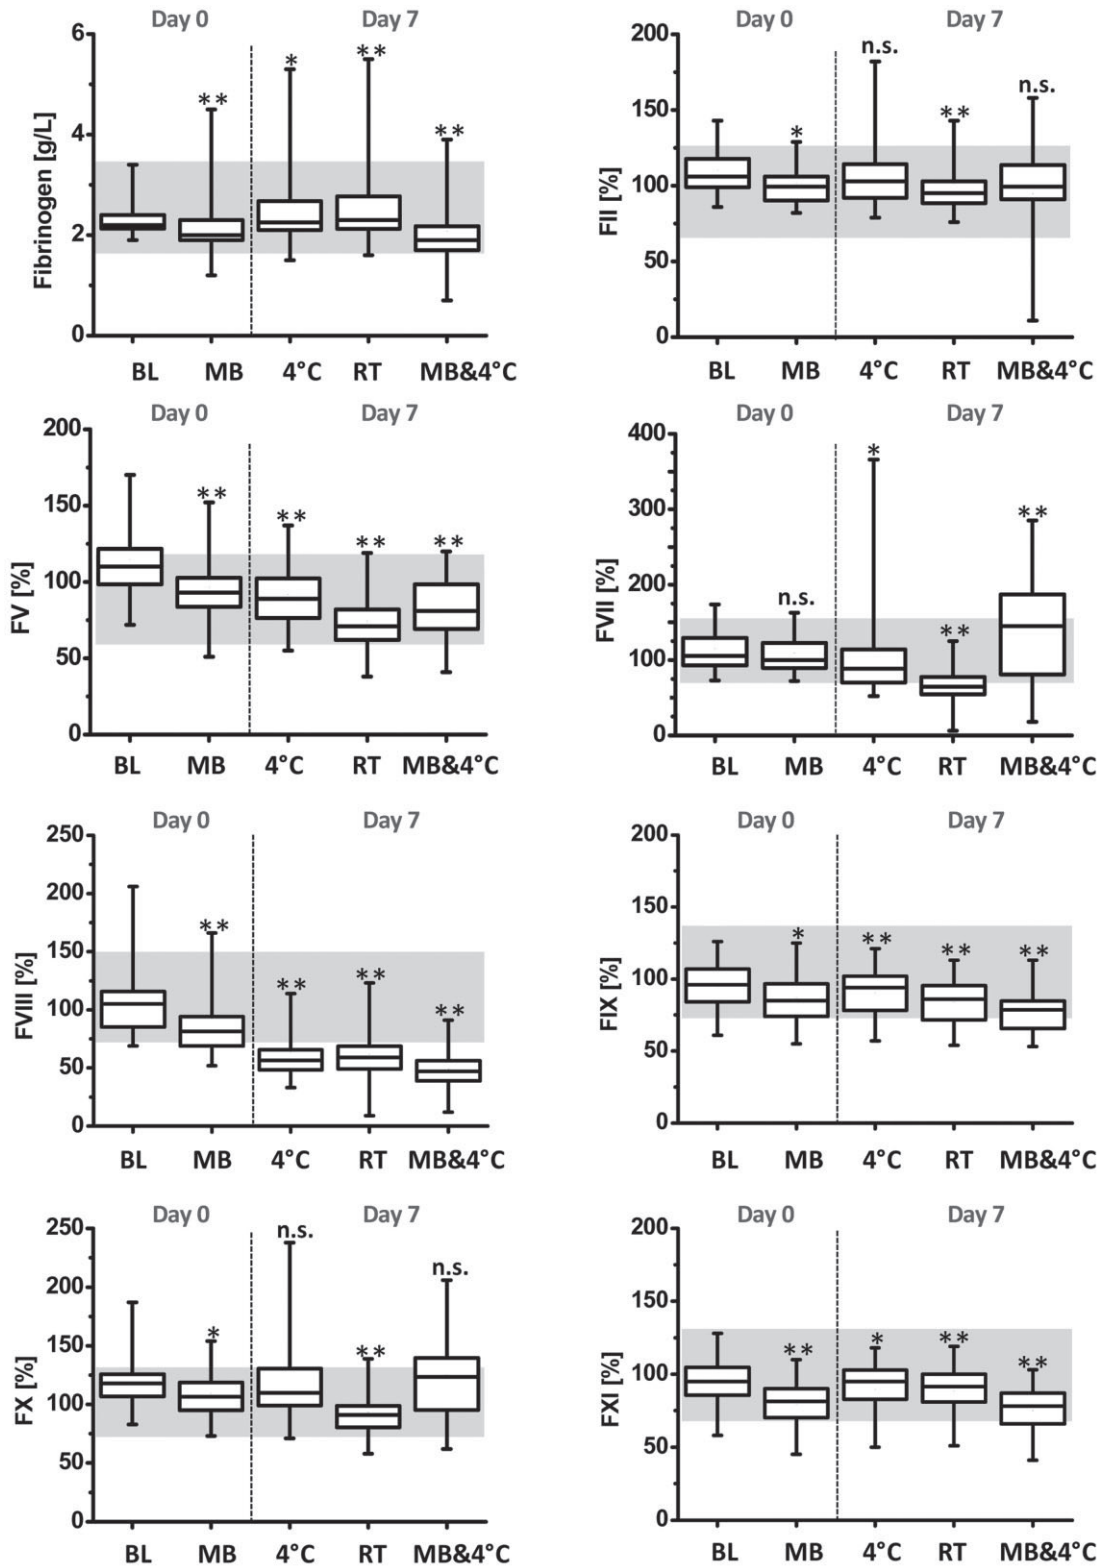 Day 0 Day 7
Fibrinogen [g/L]
6
4
2
0
* ** ** **
BL MB 4°C RT MB&4°C
Day 0 Day 7
FII [%]
200
150
100
50
0
* n.s. ** n.s.
BL MB 4°C RT MB&4°C
Day 0 Day 7
FV [%]
200
150
100
50
0
** ** ** **
BL MB 4°C RT MB&4°C
Day 0 Day 7
FVII [%]
400
300
200
100
0
n.s. * ** **
BL MB 4°C RT MB&4°C
Day 0 Day 7
FVIII [%]
250
200
150
100
50
0
** ** ** **
BL MB 4°C RT MB&4°C
Day 0 Day 7
FIX [%]
200
150
100
50
0
* ** ** **
BL MB 4°C RT MB&4°C
Day 0 Day 7
FX [%]
250
200
150
100
50
0
* n.s. ** n.s.
BL MB 4°C RT MB&4°C
Day 0 Day 7
FXI [%]
200
150
100
50
0
** * ** **
BL MB 4°C RT MB&4°C